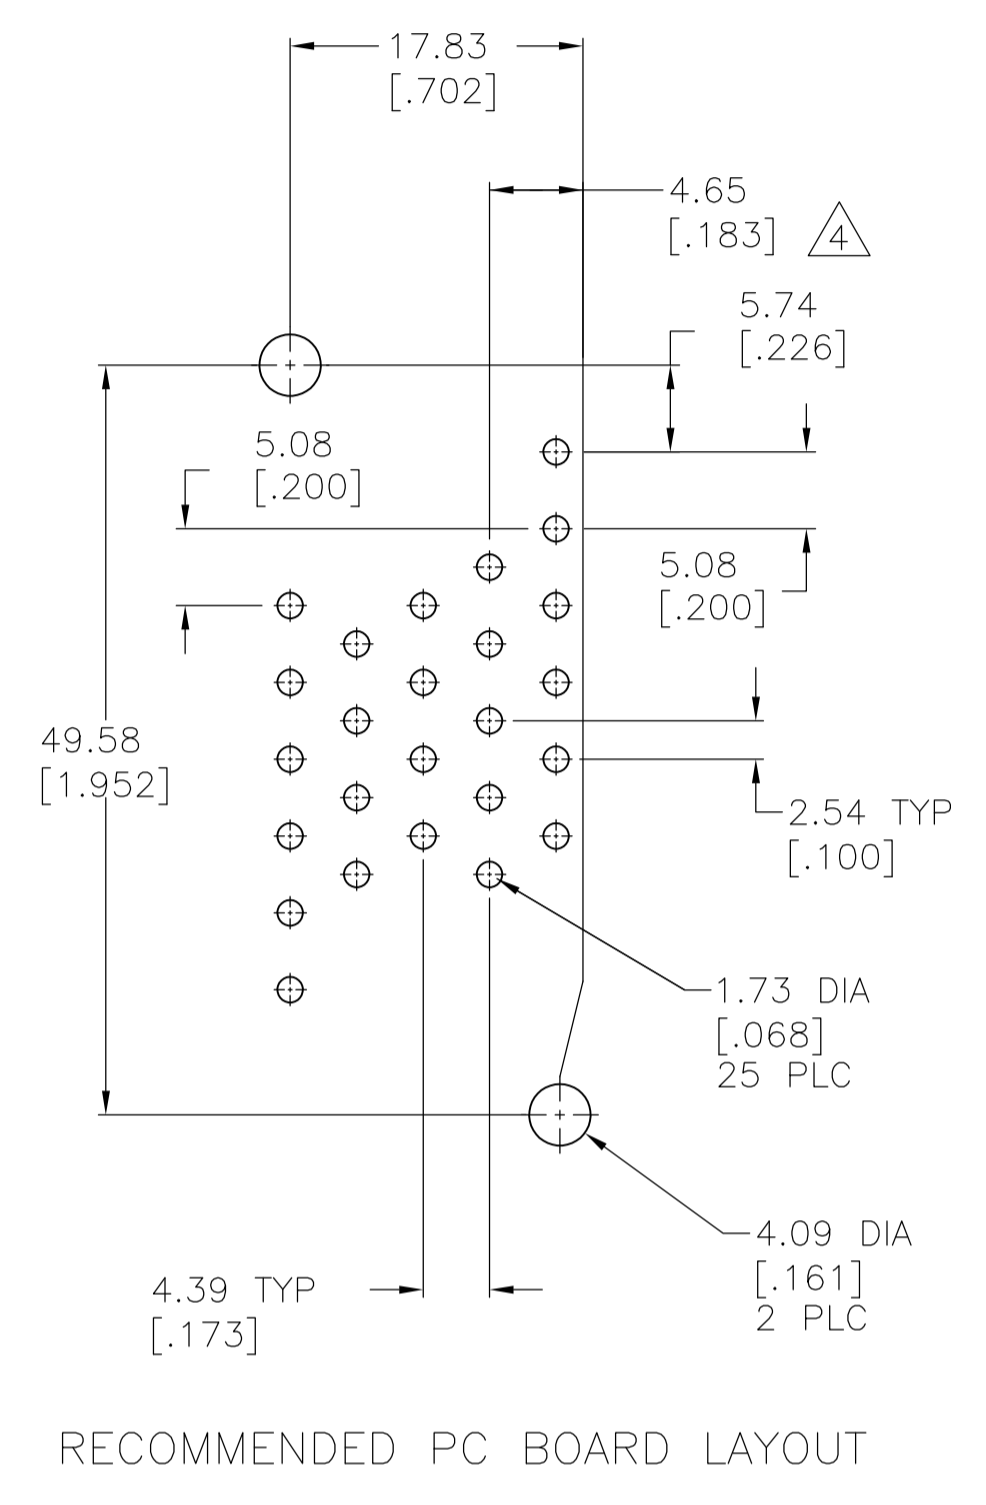 17.83
[.702]
4.65
[.183]
4
5.74
[.226]
5.08
[.200]
5.08
[.200]
49.58
[1.952]
2.54 TYP
[.100]
1.73 DIA
[.068]
25 PLC
4.09 DIA
[.161]
2 PLC
4.39 TYP
[.173]
RECOMMENDED PC BOARD LAYOUT